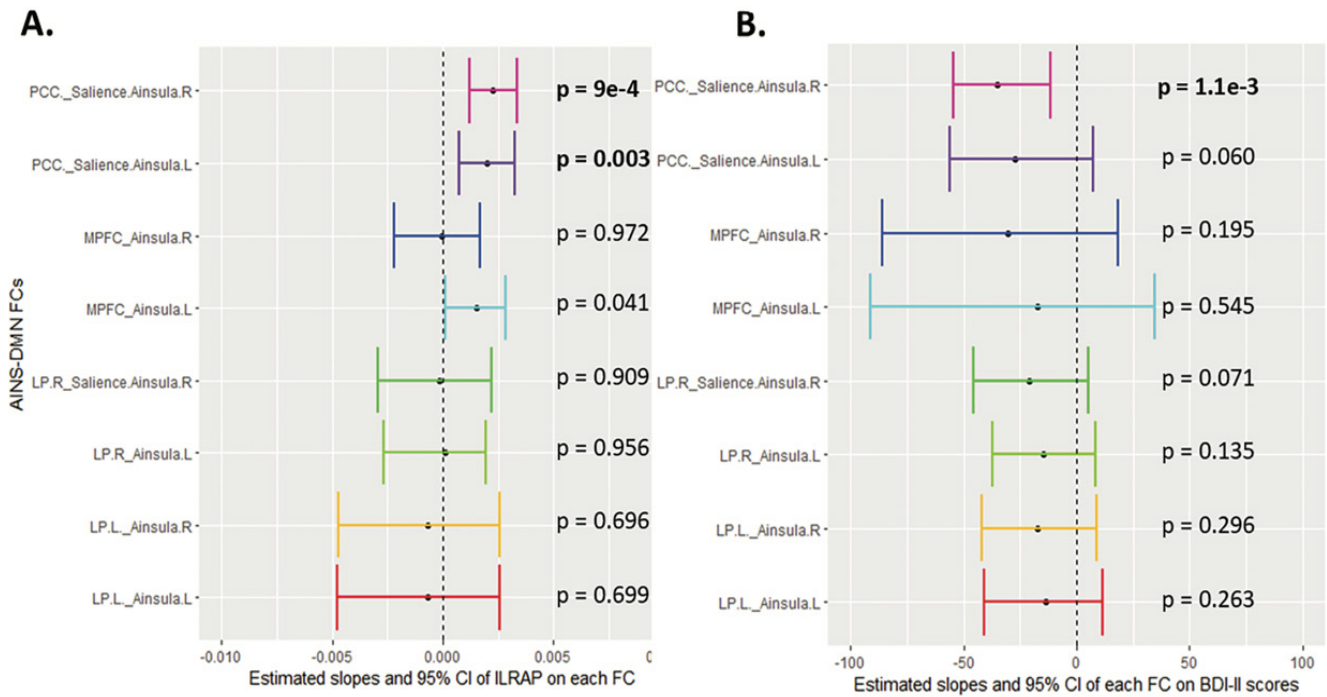 A.
AINS-DMN FCs
PCC._Salience.Ainsula.R
p = 9e-4
PCC._Salience.Ainsula.L
p = 0.003
MPFC_Ainsula.R
p = 0.972
MPFC_Ainsula.L
p = 0.041
LP.R_Salience.Ainsula.R
p = 0.909
LP.R_Ainsula.L
p = 0.956
LP.L._Ainsula.R
p = 0.696
LP.L._Ainsula.L
p = 0.699
-0.010 -0.005 0.000 0.005
Estimated slopes and 95% CI of ILRAP on each FC
B.
PCC._Salience.Ainsula.R
p = 1.1e-3
PCC._Salience.Ainsula.L
p = 0.060
MPFC_Ainsula.R
p = 0.195
MPFC_Ainsula.L
p = 0.545
LP.R_Salience.Ainsula.R
p = 0.071
LP.R_Ainsula.L
p = 0.135
LP.L._Ainsula.R
p = 0.296
LP.L._Ainsula.L
p = 0.263
-100 -50 0 50 100
Estimated slopes and 95% CI of each FC on BDI-II scores